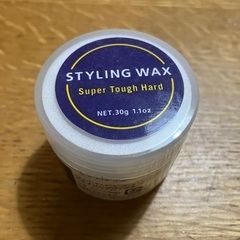 STYLING WAX
Super Tough Hard
NET.30g 1.1oz